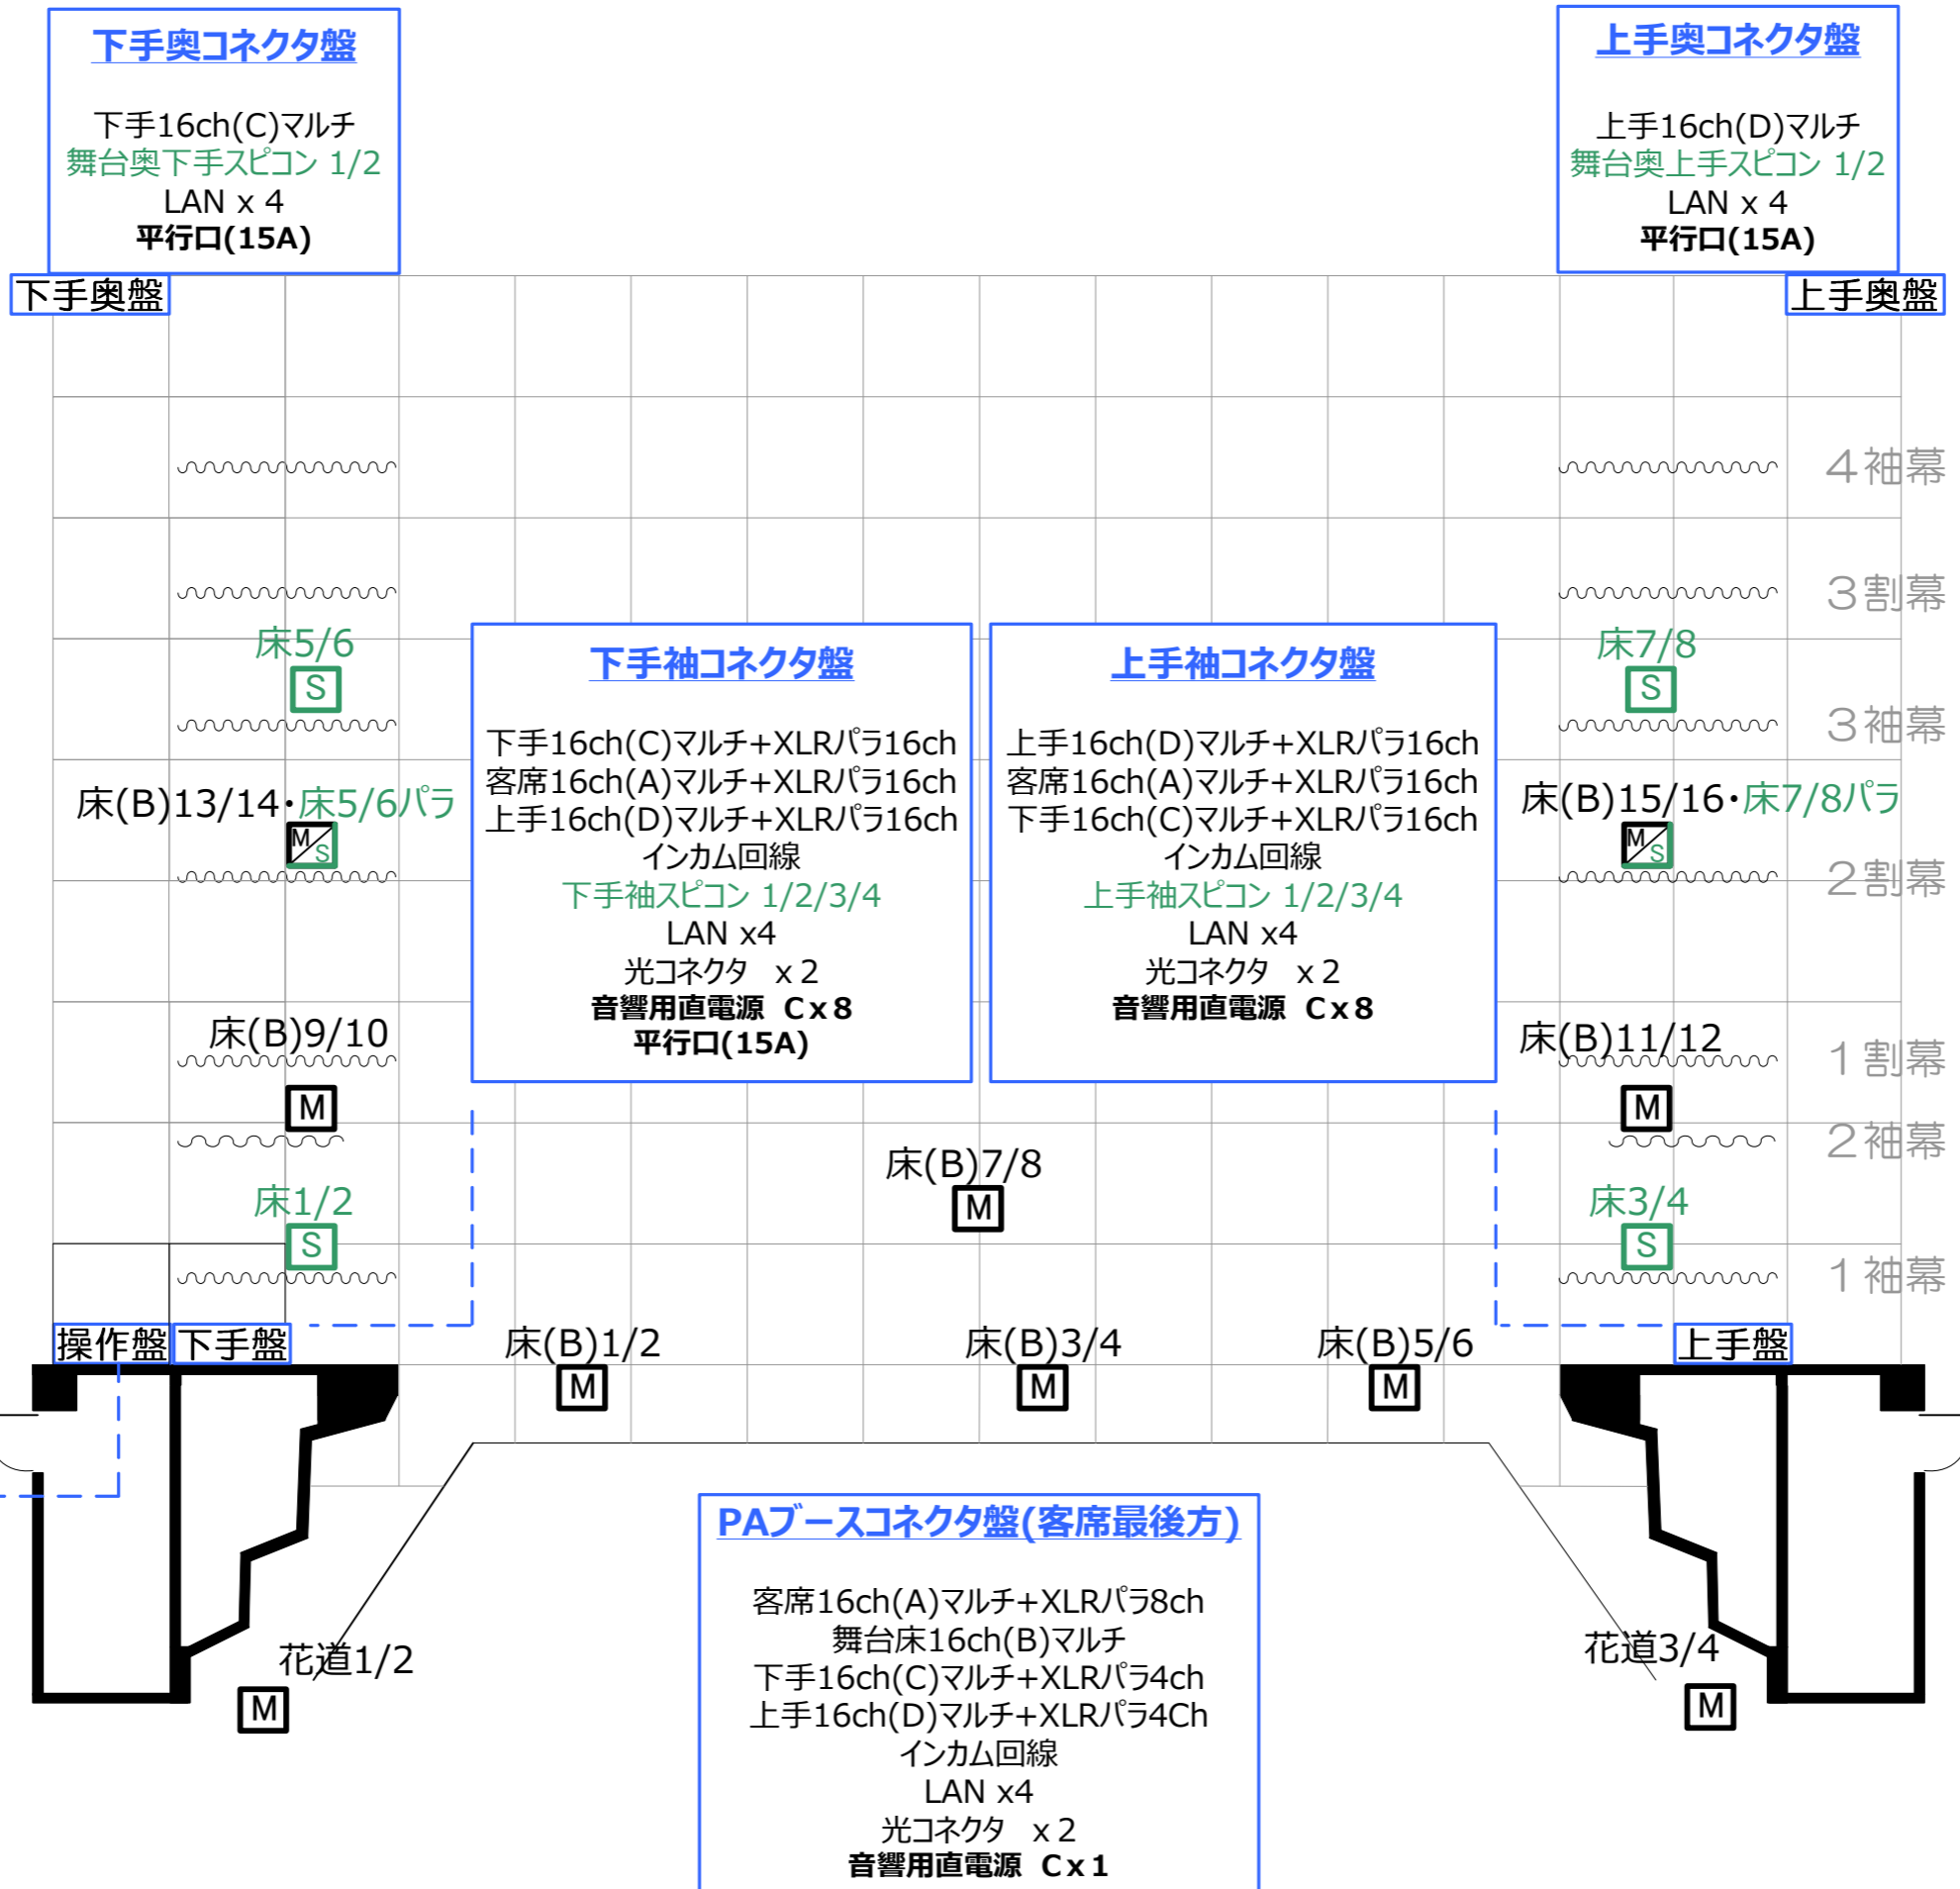 下手奥コネクタ盤
下手16ch(C)マルチ
舞台奥下手スピコン 1/2
LAN x 4
平行口(15A)
上手奥コネクタ盤
上手16ch(D)マルチ
舞台奥上手スピコン 1/2
LAN x 4
平行口(15A)
下手奥盤
上手奥盤
4袖幕
3割幕
床5/6
S
床7/8
S
3袖幕
下手袖コネクタ盤
下手16ch(C)マルチ+XLRパラ16ch
客席16ch(A)マルチ+XLRパラ16ch
上手16ch(D)マルチ+XLRパラ16ch
インカム回線
下手袖スピコン 1/2/3/4
LAN x4
光コネクタ x 2
音響用直電源 C x 8
平行口(15A)
上手袖コネクタ盤
上手16ch(D)マルチ+XLRパラ16ch
客席16ch(A)マルチ+XLRパラ16ch
下手16ch(C)マルチ+XLRパラ16ch
インカム回線
上手袖スピコン 1/2/3/4
LAN x4
光コネクタ x 2
音響用直電源 C x 8
床(B)13/14・床5/6パラ
M/S
床(B)15/16・床7/8パラ
M/S
2割幕
床(B)9/10
M
床(B)11/12
M
1割幕
2袖幕
床(B)7/8
M
床1/2
S
床3/4
S
1袖幕
操作盤
下手盤
床(B)1/2
M
床(B)3/4
M
床(B)5/6
M
上手盤
PAブースコネクタ盤(客席最後方)
客席16ch(A)マルチ+XLRパラ8ch
舞台床16ch(B)マルチ
下手16ch(C)マルチ+XLRパラ4ch
上手16ch(D)マルチ+XLRパラ4Ch
インカム回線
LAN x4
光コネクタ x 2
音響用直電源 C x 1
花道1/2
M
花道3/4
M